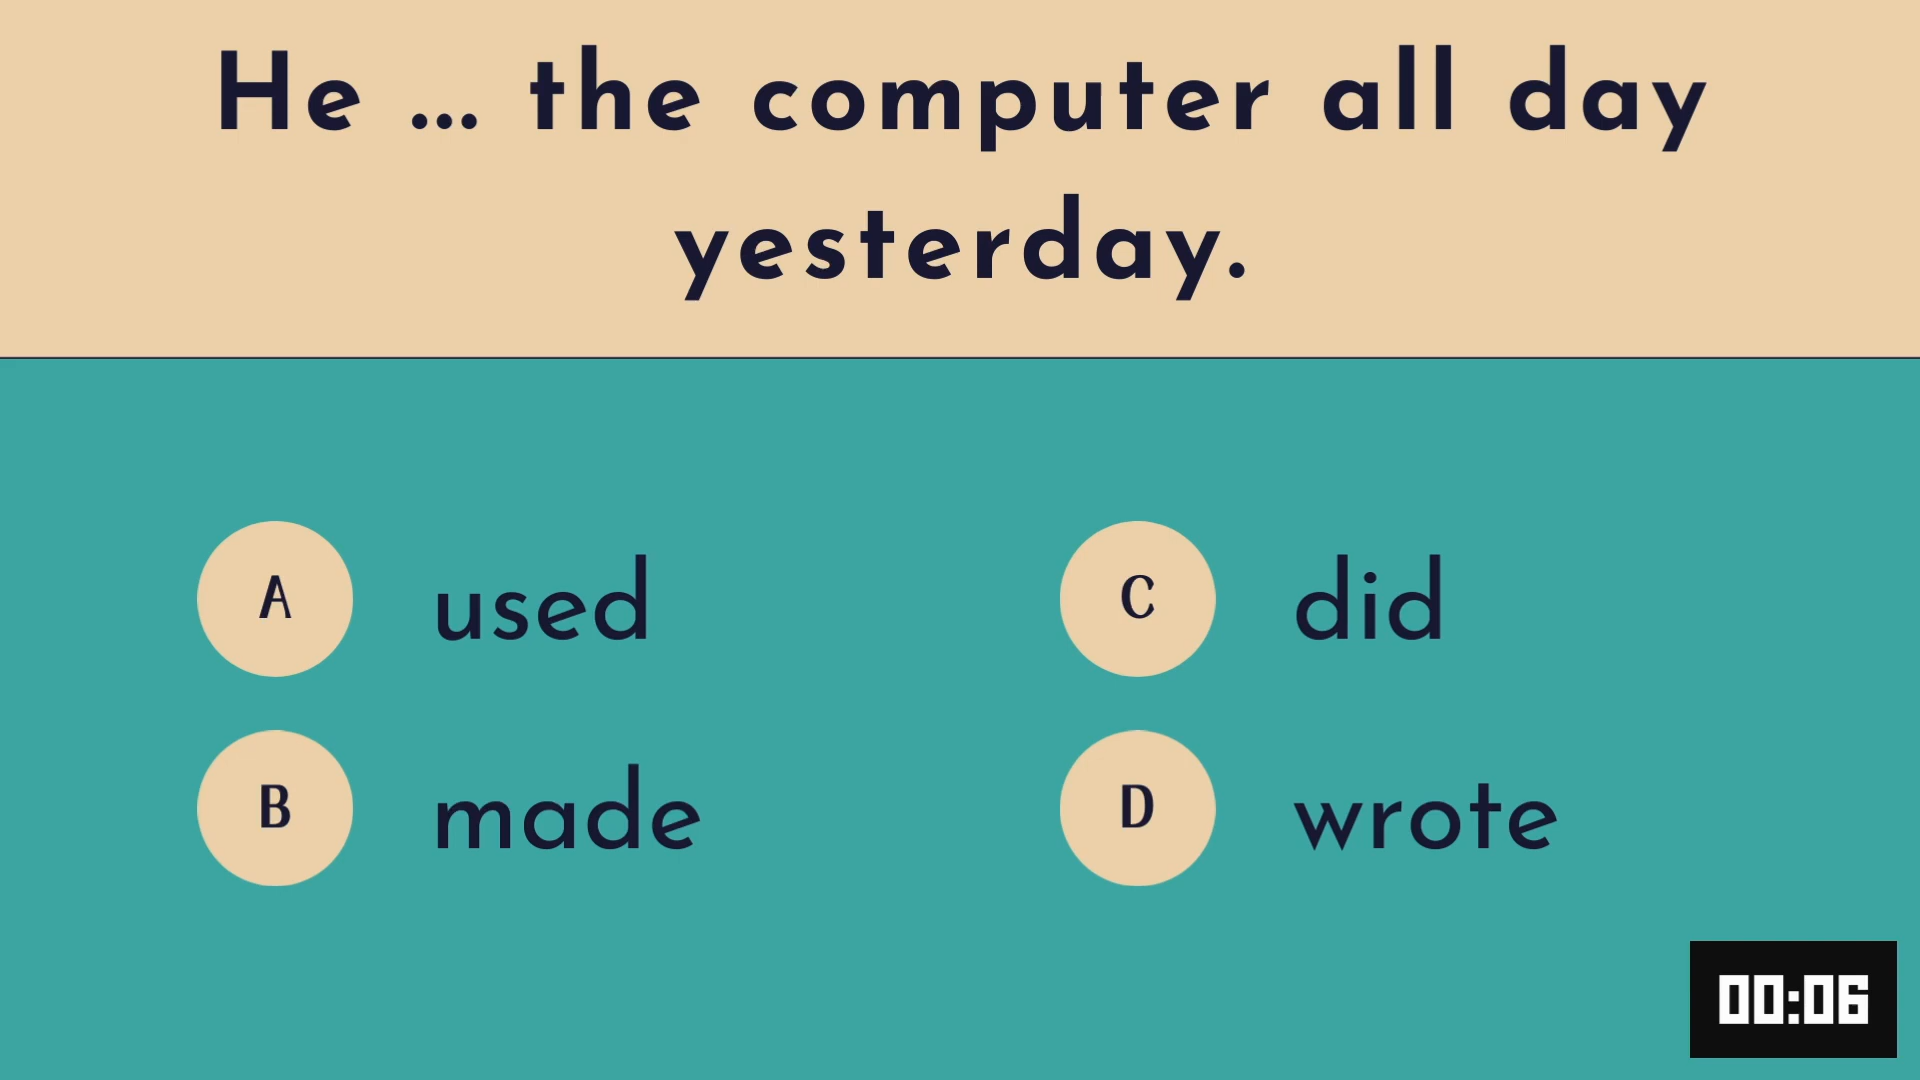 He ... the computer all day
yesterday.
A used
C did
B made
D wrote
00:06